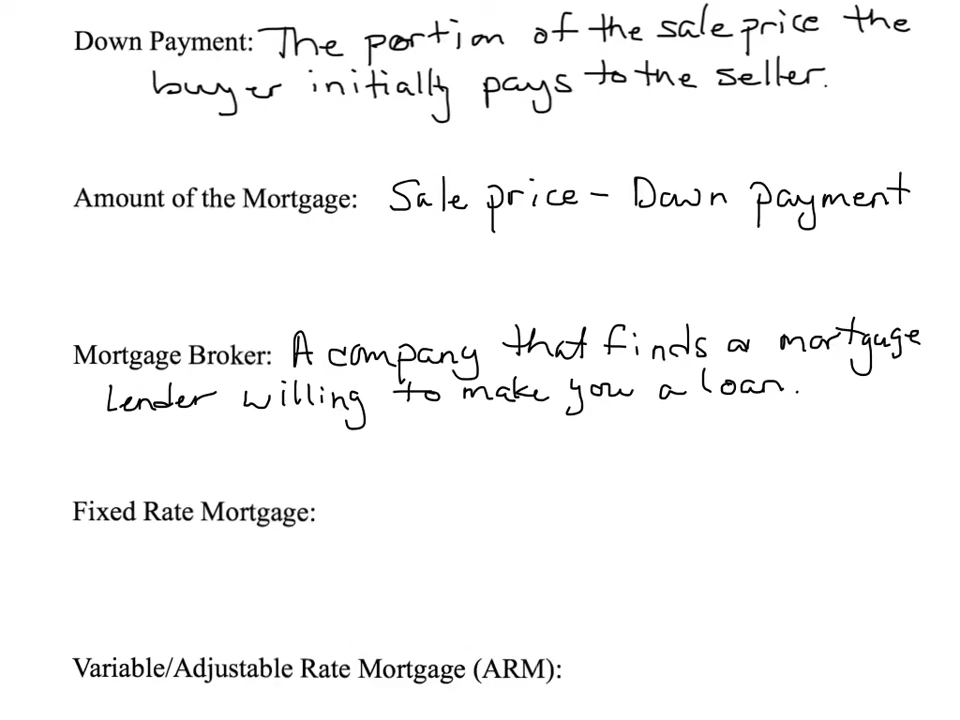 Down Payment: The portion of the sale price the
buyer initially pays to the seller.
Amount of the Mortgage: Sale price - Down payment
Mortgage Broker: A company that finds a mortgage
Lender willing to make you a loan.
Fixed Rate Mortgage:
Variable/Adjustable Rate Mortgage (ARM):